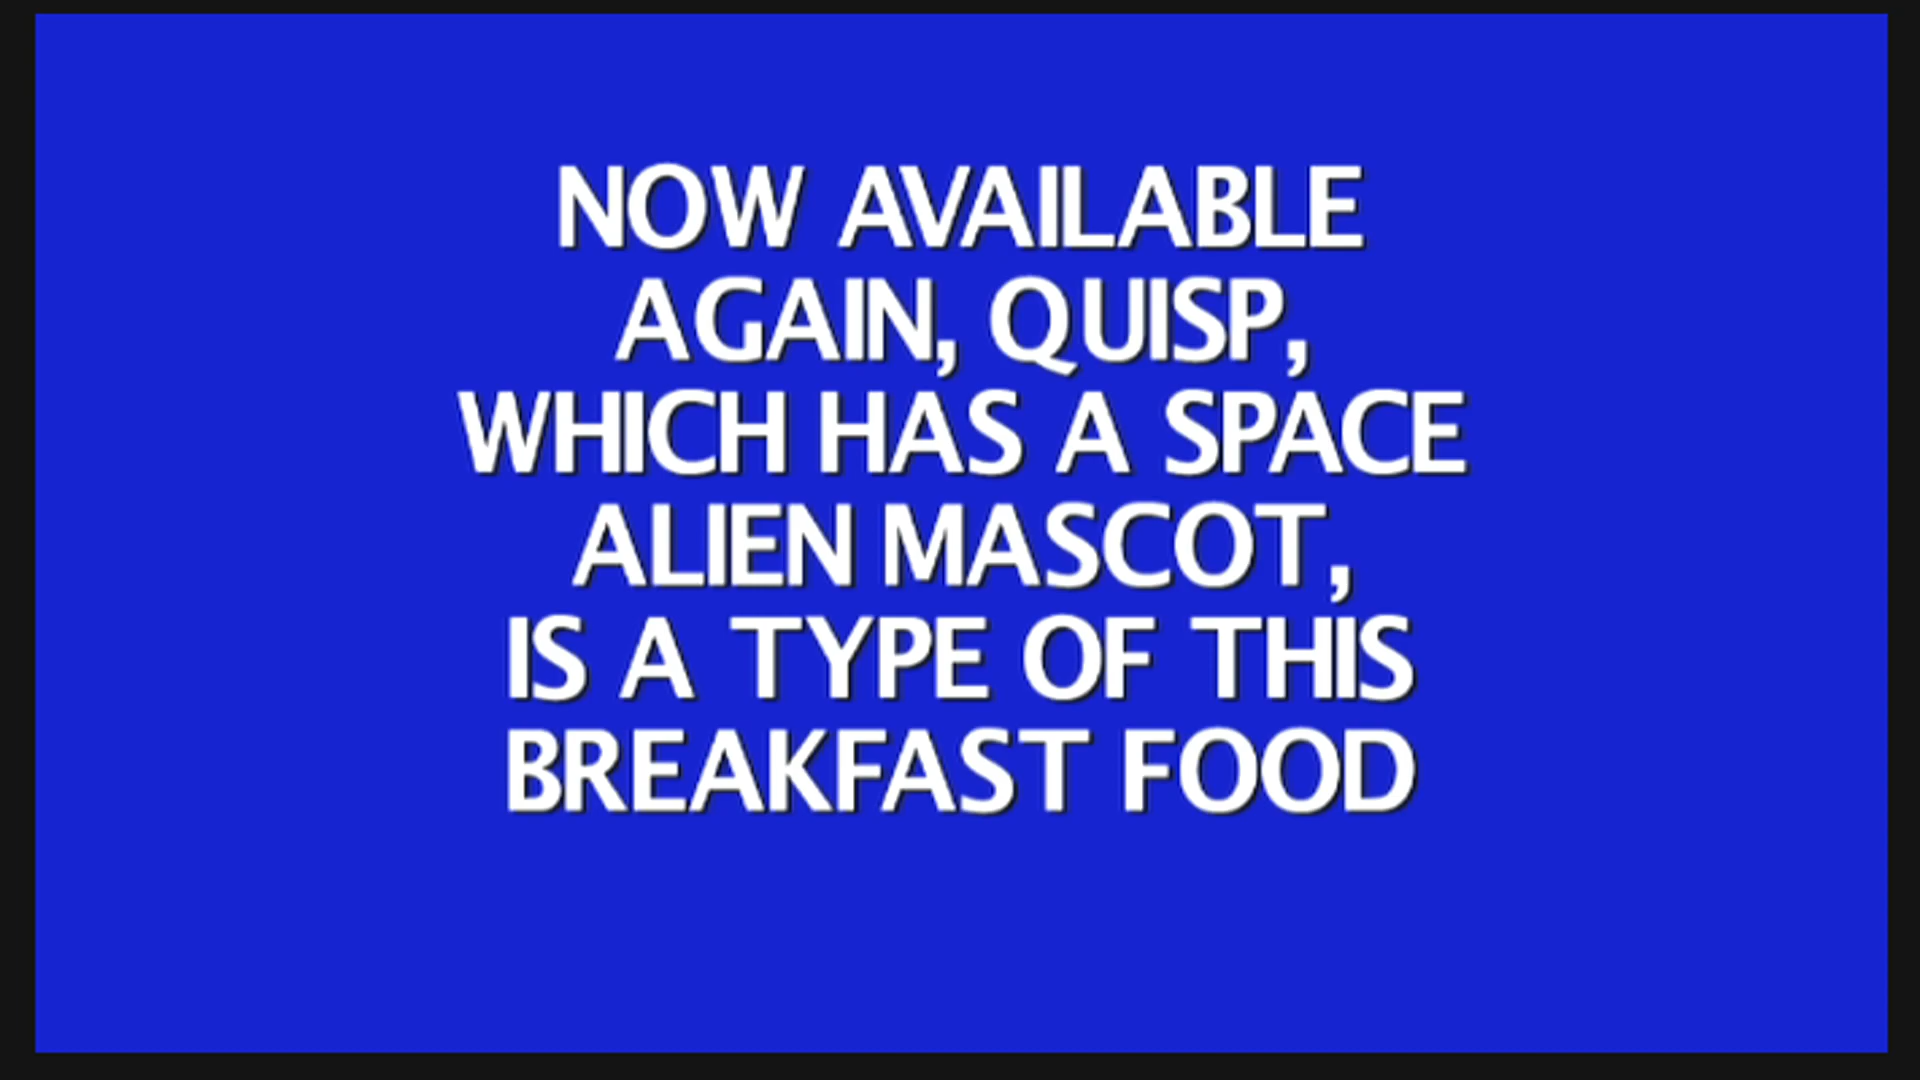 NOW AVAILABLE
AGAIN, QUISP,
WHICH HAS A SPACE
ALIEN MASCOT,
IS A TYPE OF THIS
BREAKFAST FOOD